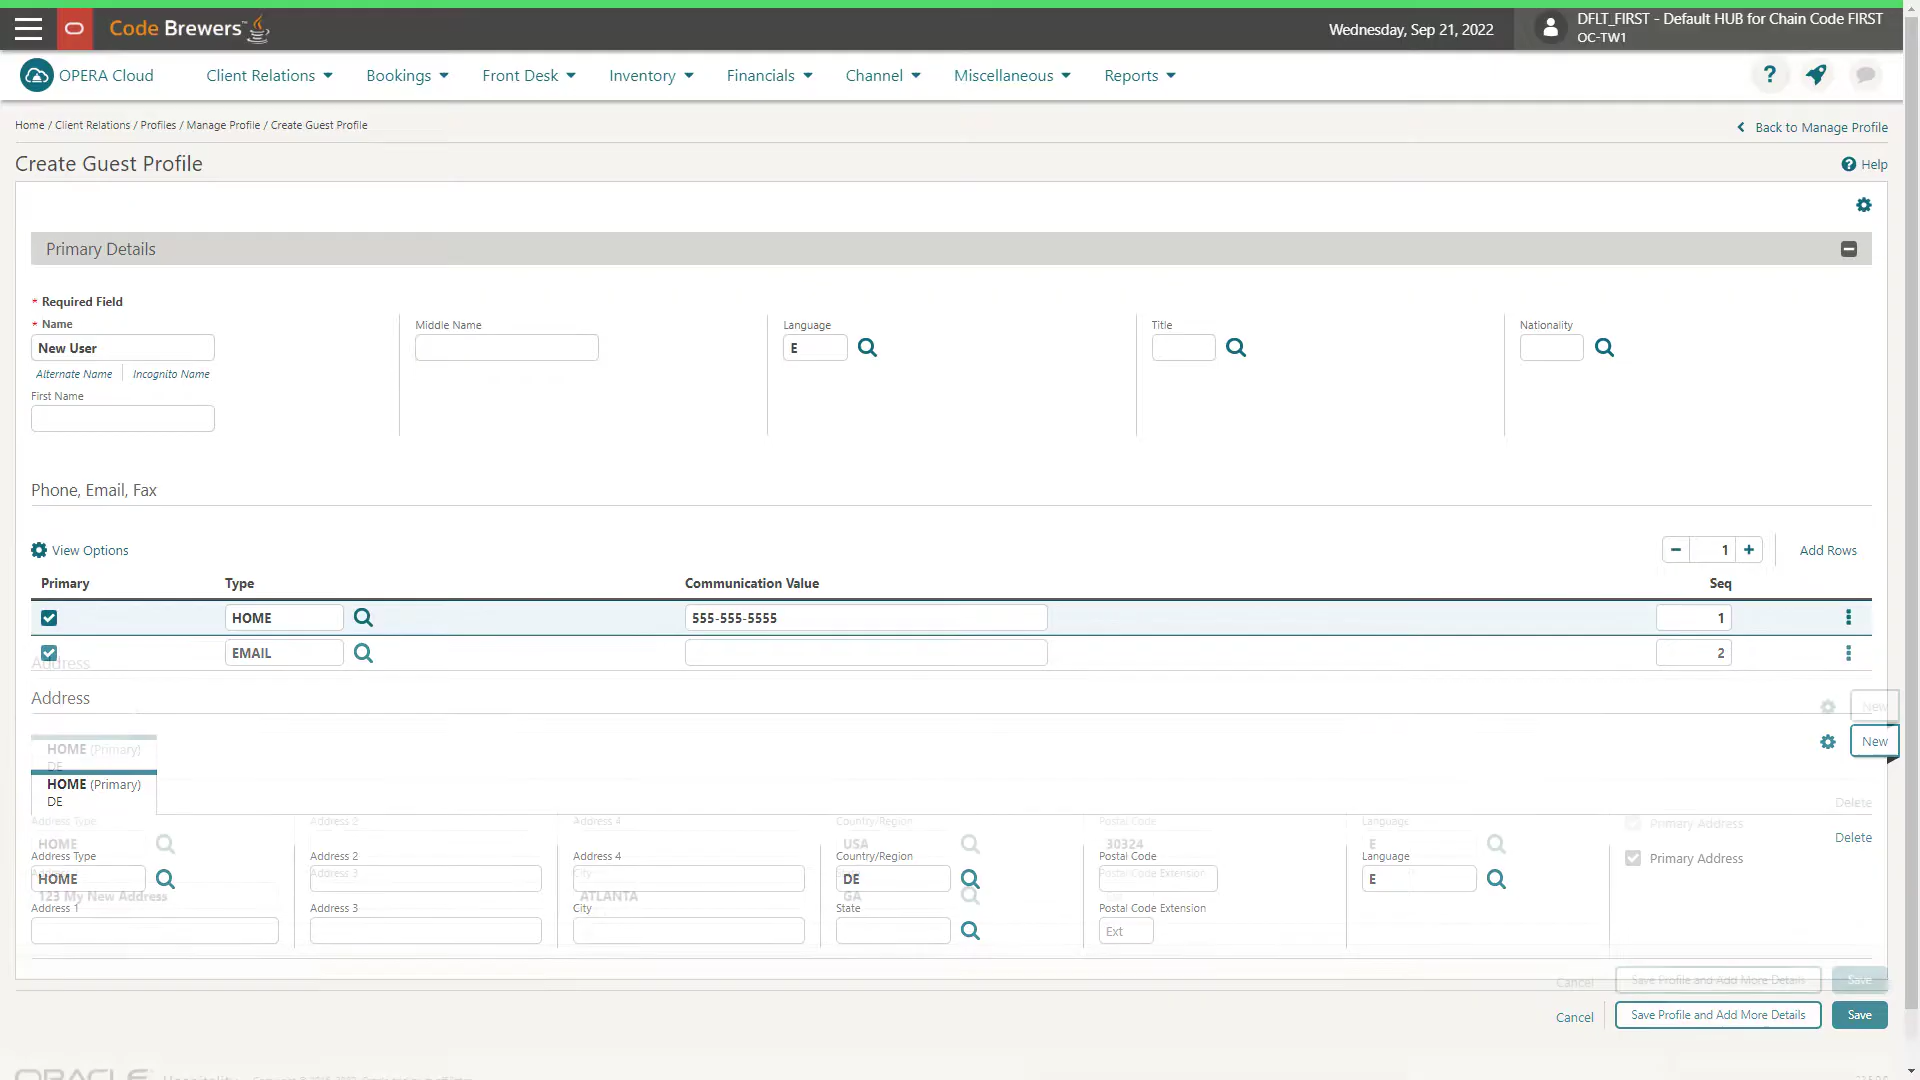 Code Brewers™
Wednesday, Sep 21, 2022
DFLT_FIRST - Default HUB for Chain Code FIRST
OC-TW1
OPERA Cloud
Client Relations
Bookings
Front Desk
Inventory
Financials
Channel
Miscellaneous
Reports
?
Home / Client Relations / Profiles / Manage Profile / Create Guest Profile
Back to Manage Profile
Create Guest Profile
Help
Primary Details
* Required Field
* Name
Middle Name
Language
Title
Nationality
New User
E
Alternate Name
Incognito Name
First Name
Phone, Email, Fax
View Options
1
Add Rows
Primary
Type
Communication Value
Seq
HOME
555-555-5555
1
EMAIL
2
Address
Address
New
New
HOME (Primary)
DE
HOME (Primary)
DE
Delete
Address Type
Address 2
Address 4
Country/Region
Postal Code
Language
Primary Address
HOME
USA
30324
E
Delete
Address Type
Address 2
Address 4
Country/Region
Postal Code
Language
Primary Address
Address 3
City
Postal Code Extension
HOME
DE
E
123 My New Address
ATLANTA
GA
Address 1
Address 3
City
State
Postal Code Extension
Ext
Cancel
Save Profile and Add More Details
Save
Cancel
Save Profile and Add More Details
Save
ORACLE
Hospitality